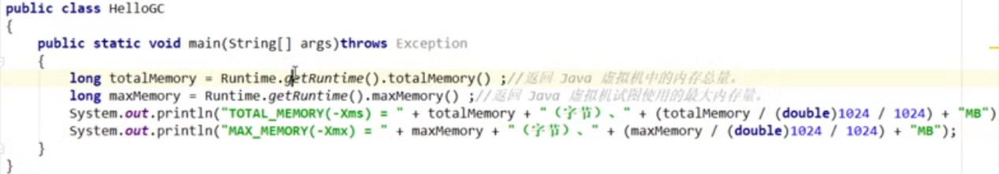 public class HelloGC
{
    public static void main(String[] args)throws Exception
    {
        long totalMemory = Runtime.getRuntime().totalMemory() ;//返回 Java 虚拟机中的内存总量。
        long maxMemory = Runtime.getRuntime().maxMemory() ;//返回 Java 虚拟机试图使用的最大内存量。
        System.out.println("TOTAL_MEMORY(-Xms) = " + totalMemory + "（字节）、" + (totalMemory / (double)1024 / 1024) + "MB")
        System.out.println("MAX_MEMORY(-Xmx) = " + maxMemory + "（字节）、" + (maxMemory / (double)1024 / 1024) + "MB");
    }
}